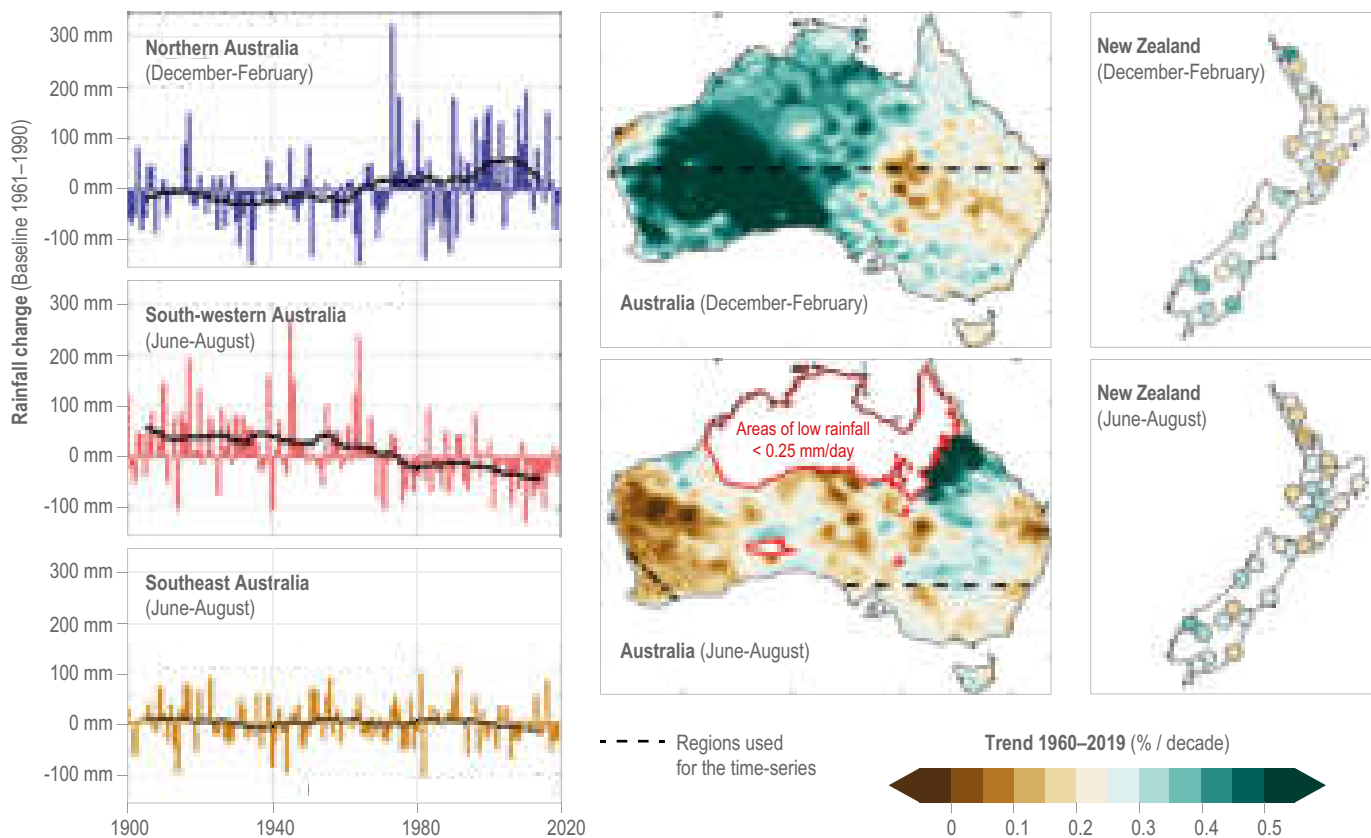 Rainfall change (Baseline 1961–1990)
300 mm
200 mm
100 mm
0 mm
-100 mm
Northern Australia
(December-February)
300 mm
200 mm
100 mm
0 mm
-100 mm
South-western Australia
(June-August)
300 mm
200 mm
100 mm
0 mm
-100 mm
Southeast Australia
(June-August)
1900
1940
1980
2020
Australia (December-February)
New Zealand
(December-February)
Areas of low rainfall
< 0.25 mm/day
Australia (June-August)
New Zealand
(June-August)
Regions used
for the time-series
Trend 1960–2019 (% / decade)
0
0.1
0.2
0.3
0.4
0.5